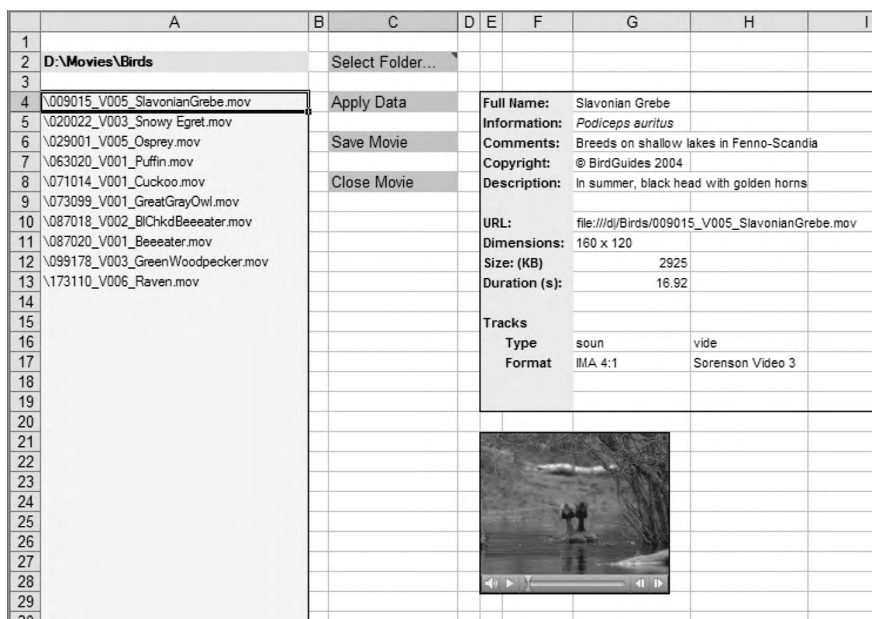 A B C D E F G H I
1
2 D:\Movies\Birds Select Folder...
3
4 \009015_V005_SlavonianGrebe.mov Apply Data Full Name: Slavonian Grebe
5 \020022_V003_Snowy Egret.mov Information: Podiceps auritus
6 \029001_V005_Osprey.mov Save Movie Comments: Breeds on shallow lakes in Fenno-Scandia
7 \063020_V001_Puffin.mov Copyright: © BirdGuides 2004
8 \071014_V001_Cuckoo.mov Close Movie Description: In summer, black head with golden horns
9 \073099_V001_GreatGrayOwl.mov
10 \087018_V002_BlChkdBeeeater.mov URL: file:///d|/Birds/009015_V005_SlavonianGrebe.mov
11 \087020_V001_Beeeater.mov Dimensions: 160 x 120
12 \099178_V003_GreenWoodpecker.mov Size: (KB) 2925
13 \173110_V006_Raven.mov Duration (s): 16.92
14
15 Tracks
16 Type soun vide
17 Format IMA 4:1 Sorenson Video 3
18
19
20
21
22
23
24
25
26
27
28
29